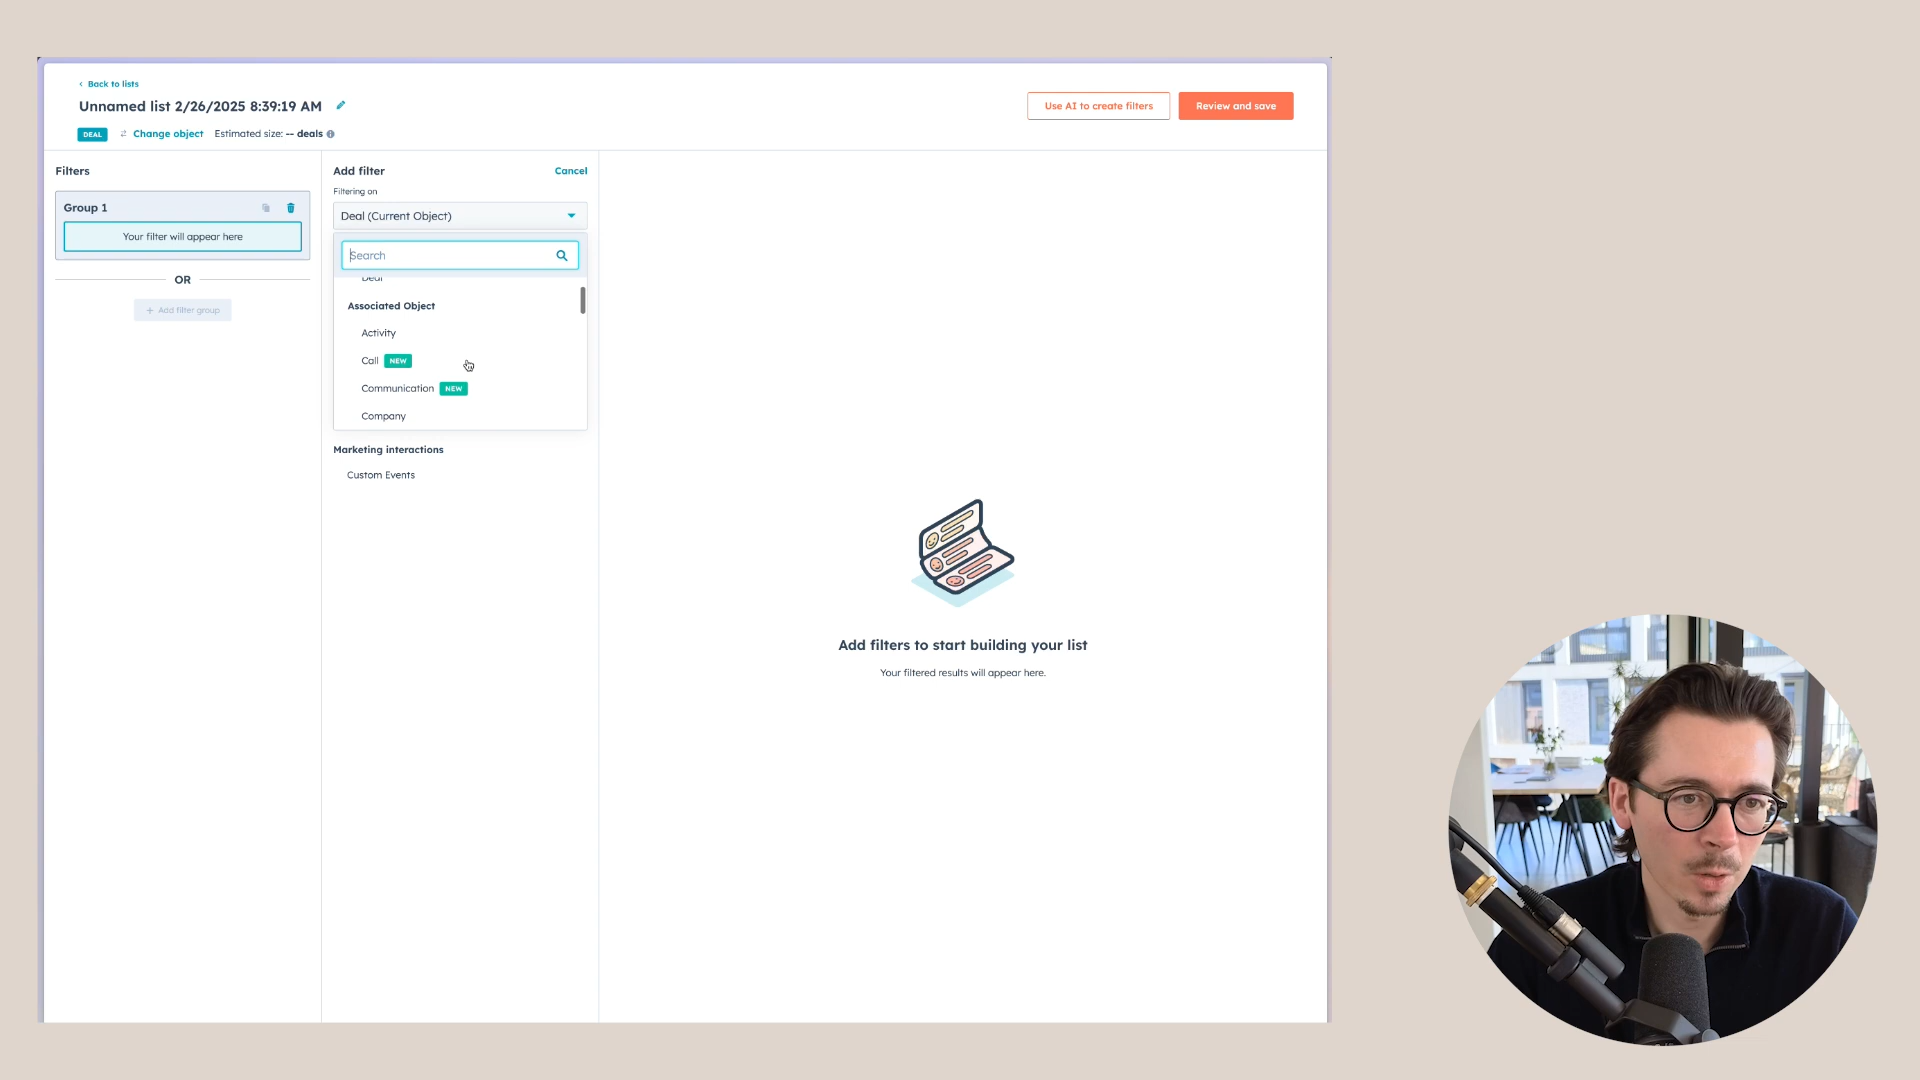 ‹ Back to lists
Unnamed list 2/26/2025 8:39:19 AM
Use AI to create filters
Review and save
DEAL
Change object
Estimated size: -- deals
Filters
Add filter
Cancel
Filtering on
Group 1
Deal (Current Object)
Your filter will appear here
Search
OR
Deal
+ Add filter group
Associated Object
Activity
Call NEW
Communication NEW
Company
Marketing interactions
Custom Events
Add filters to start building your list
Your filtered results will appear here.